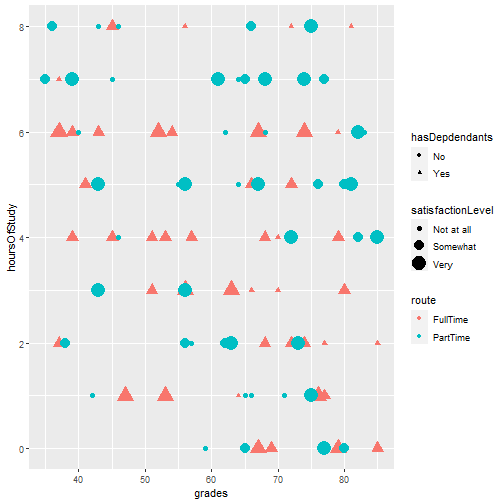 8
6
4
2
0
hoursOfStudy
40
50
60
70
80
grades
hasDepdendants
No
Yes
satisfactionLevel
Not at all
Somewhat
Very
route
FullTime
PartTime